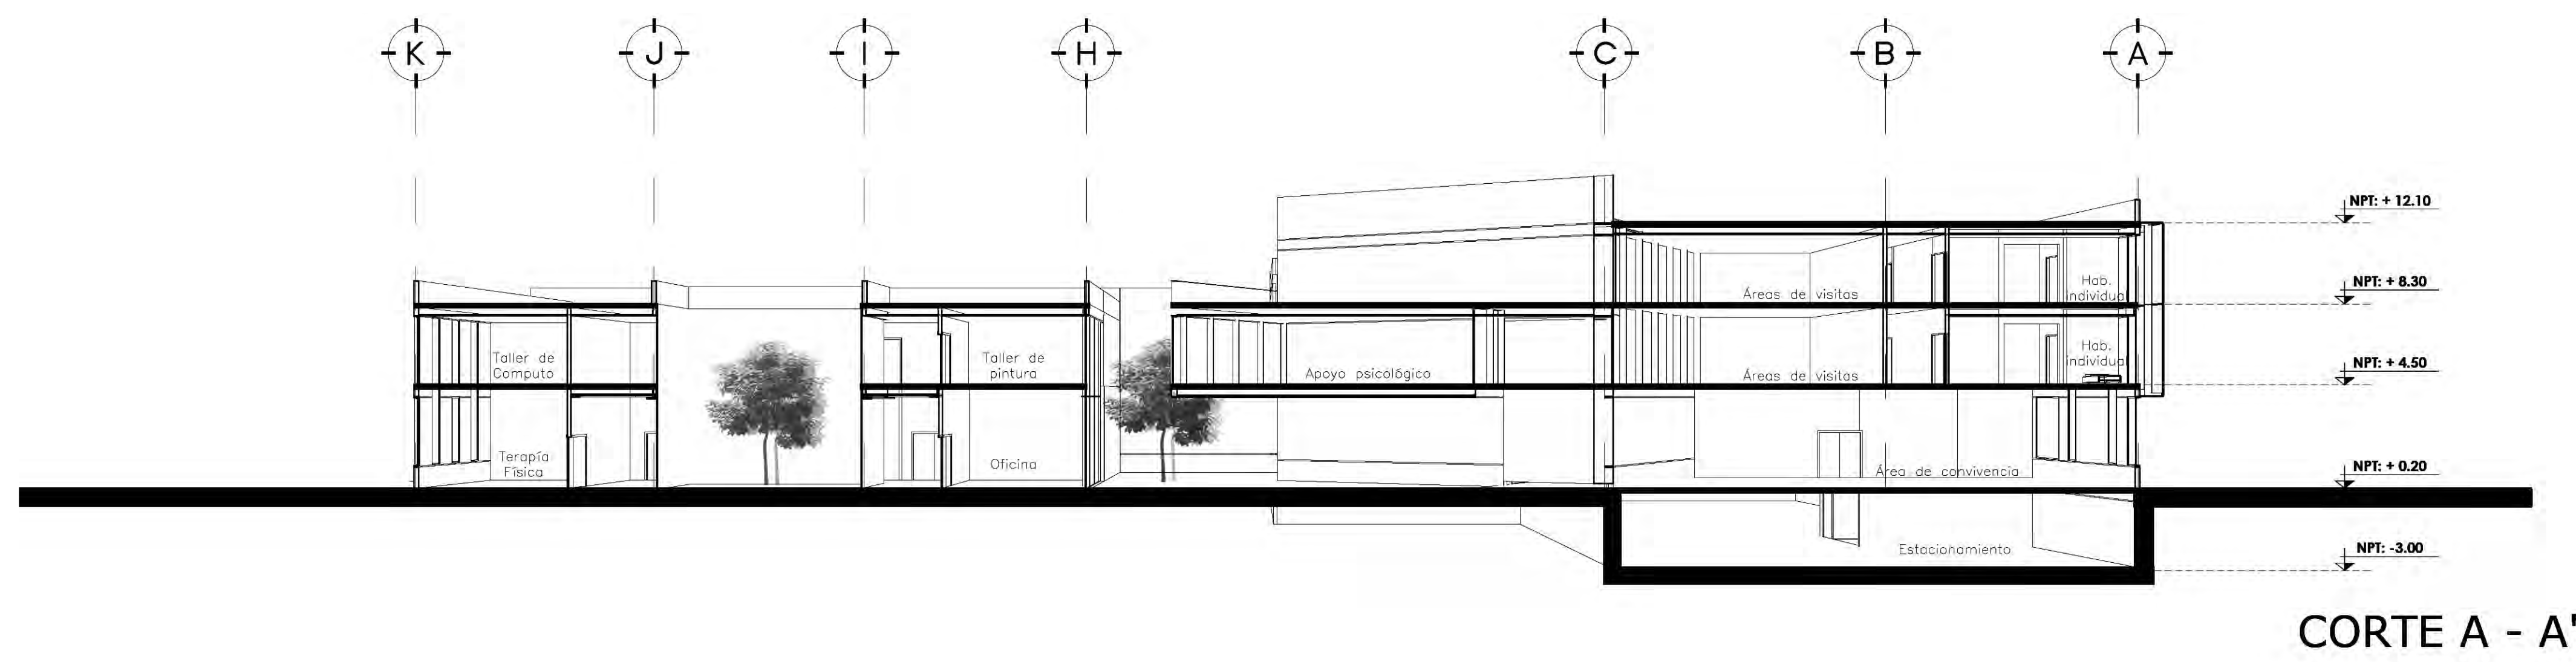 K J I H C B A
NPT: + 12.10
NPT: + 8.30
Áreas de visitas
Hab.
individual
NPT: + 4.50
Taller de
Computo
Taller de
pintura
Apoyo psicológico
Áreas de visitas
Hab.
individual
NPT: + 0.20
Terapía
Física
Oficina
Área de convivencia
NPT: -3.00
Estacionamiento
CORTE A - A'